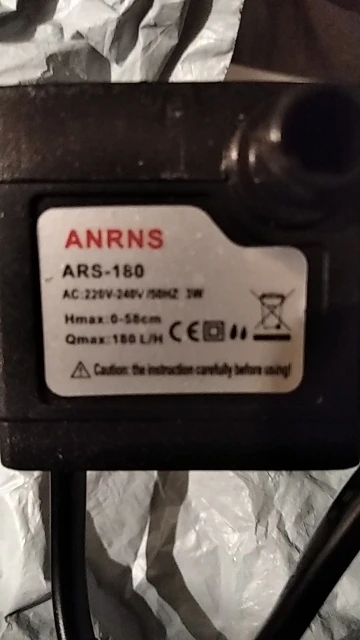 ANRNS
ARS-180
AC:220V-240V/50HZ 3W
Hmax:0-58cm
Qmax:180 L/H CE
Caution: the instruction carefully before using!